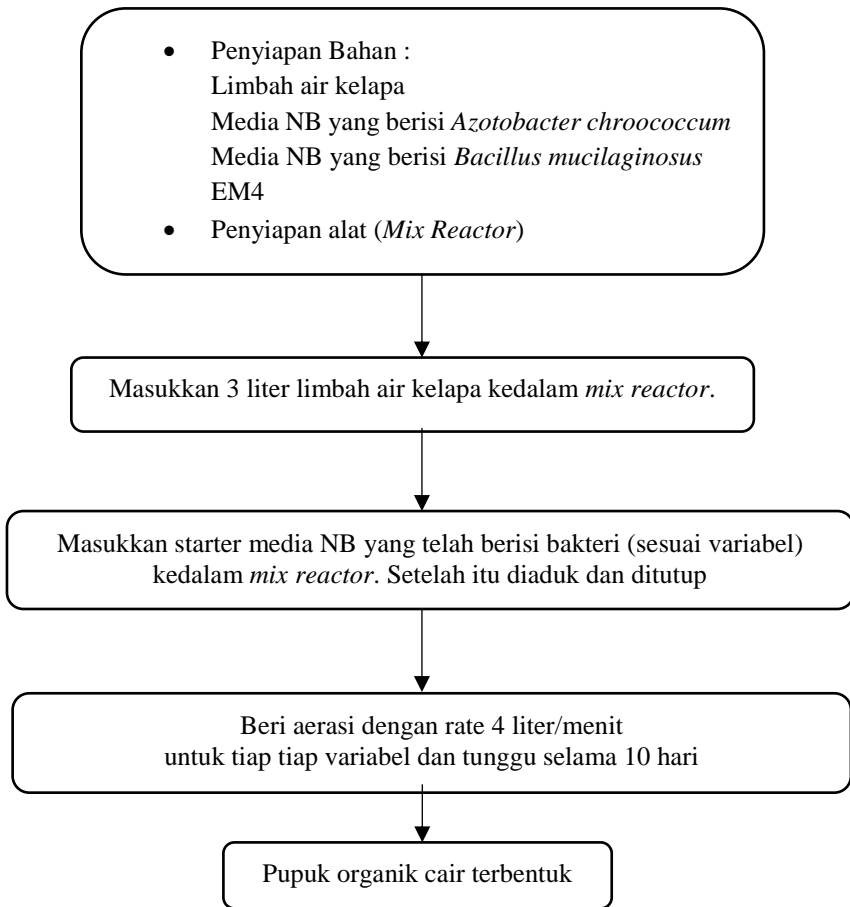 • Penyiapan Bahan :
Limbah air kelapa
Media NB yang berisi Azotobacter chroococcum
Media NB yang berisi Bacillus mucilaginosus
EM4
• Penyiapan alat (Mix Reactor)
Masukkan 3 liter limbah air kelapa kedalam mix reactor.
Masukkan starter media NB yang telah berisi bakteri (sesuai variabel)
kedalam mix reactor. Setelah itu diaduk dan ditutup
Beri aerasi dengan rate 4 liter/menit
untuk tiap tiap variabel dan tunggu selama 10 hari
Pupuk organik cair terbentuk